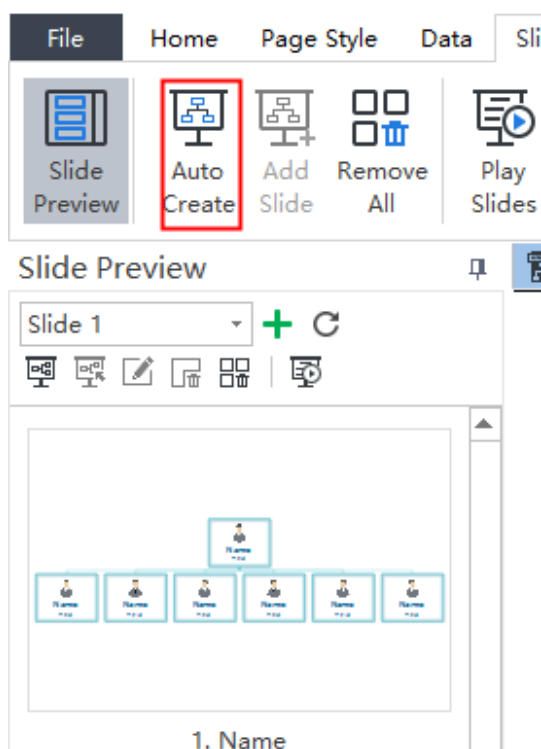 File Home Page Style Data Sli
Slide Preview
Auto Create
Add Slide
Remove All
Play Slides
Slide Preview
Slide 1
Name
Name Name Name Name Name Name
1. Name